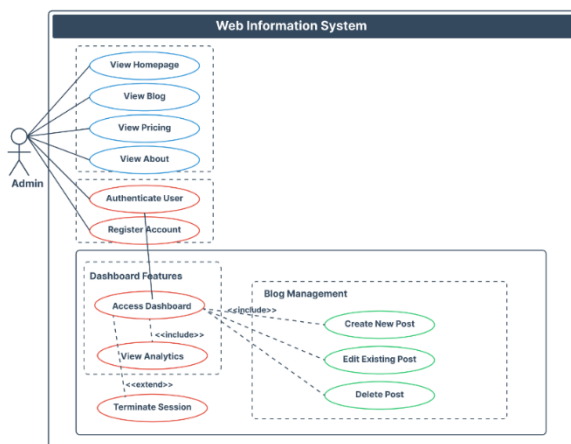 Web Information System
View Homepage
View Blog
View Pricing
View About
Admin
Authenticate User
Register Account
Dashboard Features
Access Dashboard
<<include>>
Blog Management
Create New Post
<<include>>
View Analytics
Edit Existing Post
<<extend>>
Delete Post
Terminate Session